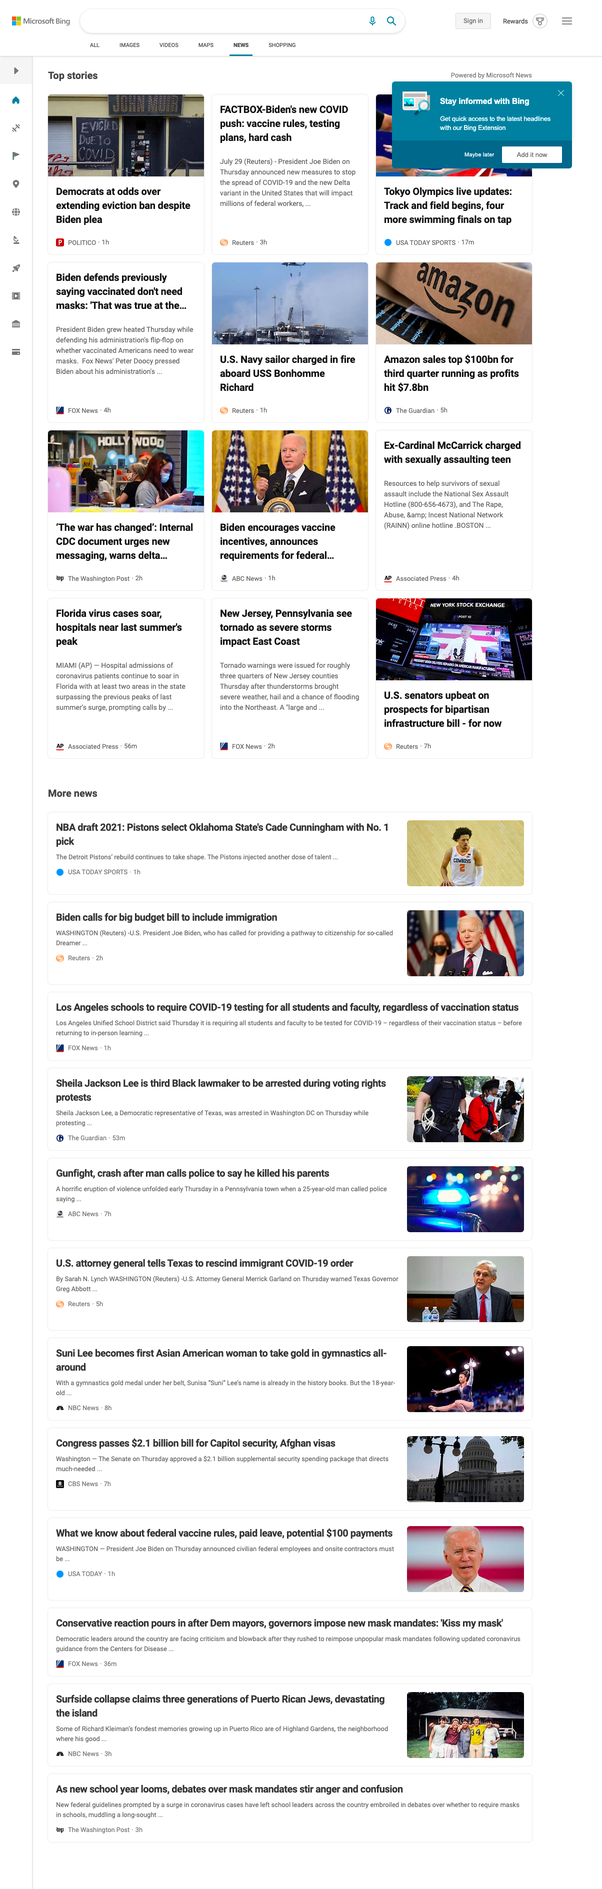 Microsoft Bing
Sign in
Rewards
ALL
IMAGES
VIDEOS
MAPS
NEWS
SHOPPING
Top stories
Powered by Microsoft News
Stay informed with Bing
Get quick access to the latest headlines
with our Bing Extension
Maybe later
Add it now
JOHN MUIR
EVICTED
DUE TO
COVID
Democrats at odds over
extending eviction ban despite
Biden plea
POLITICO · 1h
FACTBOX-Biden's new COVID
push: vaccine rules, testing
plans, hard cash
July 29 (Reuters) - President Joe Biden on
Thursday announced new measures to stop
the spread of COVID-19 and the new Delta
variant in the United States that will impact
millions of federal workers, ...
Reuters · 3h
Tokyo Olympics live updates:
Track and field begins, four
more swimming finals on tap
USA TODAY SPORTS · 17m
Biden defends previously
saying vaccinated don't need
masks: 'That was true at the...
President Biden grew heated Thursday while
defending his administration's flip-flop on
whether vaccinated Americans need to wear
masks. Fox News' Peter Doocy pressed
Biden about his administration's ...
FOX News · 4h
U.S. Navy sailor charged in fire
aboard USS Bonhomme
Richard
Reuters · 1h
amazon
Amazon sales top $100bn for
third quarter running as profits
hit $7.8bn
The Guardian · 5h
HOLLYWOOD
'The war has changed': Internal
CDC document urges new
messaging, warns delta...
The Washington Post · 2h
Biden encourages vaccine
incentives, announces
requirements for federal...
ABC News · 1h
Ex-Cardinal McCarrick charged
with sexually assaulting teen
Resources to help survivors of sexual
assault include the National Sex Assault
Hotline (800-656-4673), and The Rape,
Abuse, &amp; Incest National Network
(RAINN) online hotline .BOSTON ...
Associated Press · 4h
Florida virus cases soar,
hospitals near last summer's
peak
MIAMI (AP) — Hospital admissions of
coronavirus patients continue to soar in
Florida with at least two areas in the state
surpassing the previous peaks of last
summer's surge, prompting calls by ...
Associated Press · 56m
New Jersey, Pennsylvania see
tornado as severe storms
impact East Coast
Tornado warnings were issued for roughly
three quarters of New Jersey counties
Thursday after thunderstorms brought
severe weather, hail and a chance of flooding
into the Northeast. A "large and ...
FOX News · 2h
NEW YORK STOCK EXCHANGE
U.S. senators upbeat on
prospects for bipartisan
infrastructure bill - for now
Reuters · 7h
More news
NBA draft 2021: Pistons select Oklahoma State's Cade Cunningham with No. 1
pick
The Detroit Pistons' rebuild continues to take shape. The Pistons injected another dose of talent ...
USA TODAY SPORTS · 1h
COWBOYS
2
Biden calls for big budget bill to include immigration
WASHINGTON (Reuters) -U.S. President Joe Biden, who has called for providing a pathway to citizenship for so-called
Dreamer ...
Reuters · 2h
Los Angeles schools to require COVID-19 testing for all students and faculty, regardless of vaccination status
Los Angeles Unified School District said Thursday it is requiring all students and faculty to be tested for COVID-19 – regardless of their vaccination status – before
returning to in-person learning ...
FOX News · 1h
Sheila Jackson Lee is third Black lawmaker to be arrested during voting rights
protests
Sheila Jackson Lee, a Democratic representative of Texas, was arrested in Washington DC on Thursday while
protesting ...
The Guardian · 53m
Gunfight, crash after man calls police to say he killed his parents
A horrific eruption of violence unfolded early Thursday in a Pennsylvania town when a 25-year-old man called police
saying ...
ABC News · 7h
U.S. attorney general tells Texas to rescind immigrant COVID-19 order
By Sarah N. Lynch WASHINGTON (Reuters) -U.S. Attorney General Merrick Garland on Thursday warned Texas Governor
Greg Abbott ...
Reuters · 5h
Suni Lee becomes first Asian American woman to take gold in gymnastics all-
around
With a gymnastics gold medal under her belt, Sunisa "Suni" Lee's name is already in the history books. But the 18-year-
old ...
NBC News · 8h
Congress passes $2.1 billion bill for Capitol security, Afghan visas
Washington — The Senate on Thursday approved a $2.1 billion supplemental security spending package that directs
much-needed ...
CBS News · 7h
What we know about federal vaccine rules, paid leave, potential $100 payments
WASHINGTON — President Joe Biden on Thursday announced civilian federal employees and onsite contractors must
be ...
USA TODAY · 1h
Conservative reaction pours in after Dem mayors, governors impose new mask mandates: 'Kiss my mask'
Democratic leaders around the country are facing criticism and blowback after they rushed to reimpose unpopular mask mandates following updated coronavirus
guidance from the Centers for Disease ...
FOX News · 36m
Surfside collapse claims three generations of Puerto Rican Jews, devastating
the island
Some of Richard Kleiman's fondest memories growing up in Puerto Rico are of Highland Gardens, the neighborhood
where his good ...
NBC News · 3h
As new school year looms, debates over mask mandates stir anger and confusion
New federal guidelines prompted by a surge in coronavirus cases have left school leaders across the country embroiled in debates over whether to require masks
in schools, muddling a long-sought ...
The Washington Post · 3h